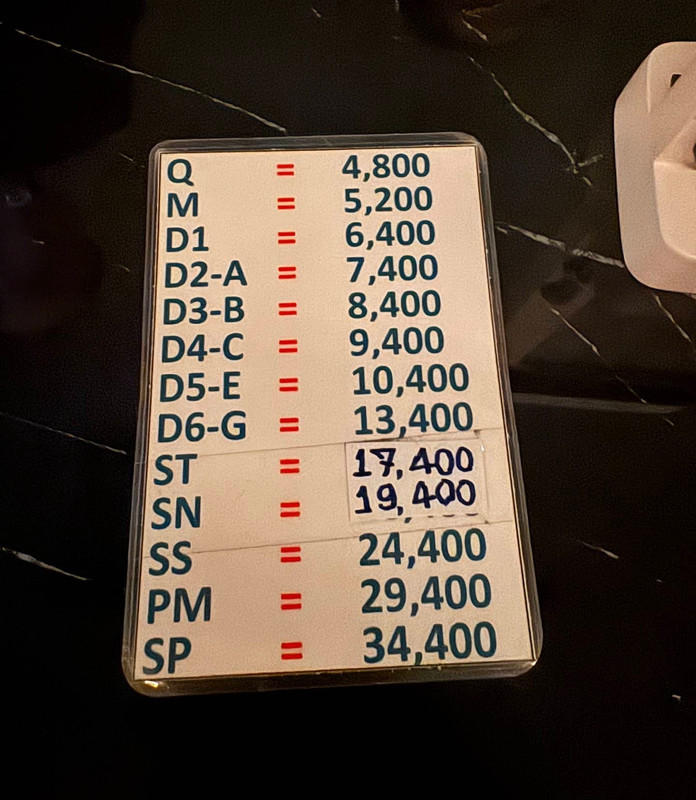 Q = 4,800
M = 5,200
D1 = 6,400
D2-A = 7,400
D3-B = 8,400
D4-C = 9,400
D5-E = 10,400
D6-G = 13,400
ST = 17,400
SN = 19,400
SS = 24,400
PM = 29,400
SP = 34,400